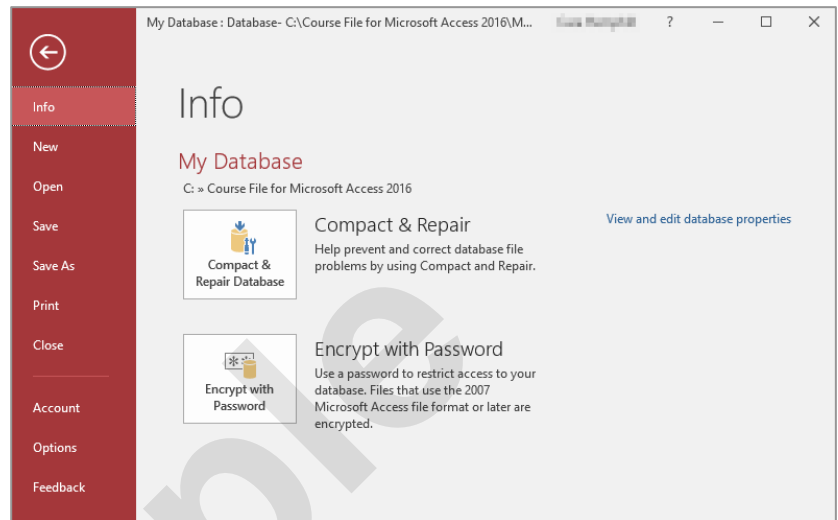 My Database : Database- C:\Course File for Microsoft Access 2016\M...
?
Info
Info
New
My Database
Open
C: » Course File for Microsoft Access 2016
Save
Compact & Repair
View and edit database properties
Help prevent and correct database file
problems by using Compact and Repair.
Compact &
Repair Database
Save As
Print
Close
Encrypt with Password
Use a password to restrict access to your
database. Files that use the 2007
Microsoft Access file format or later are
encrypted.
Encrypt with
Password
Account
Options
Feedback